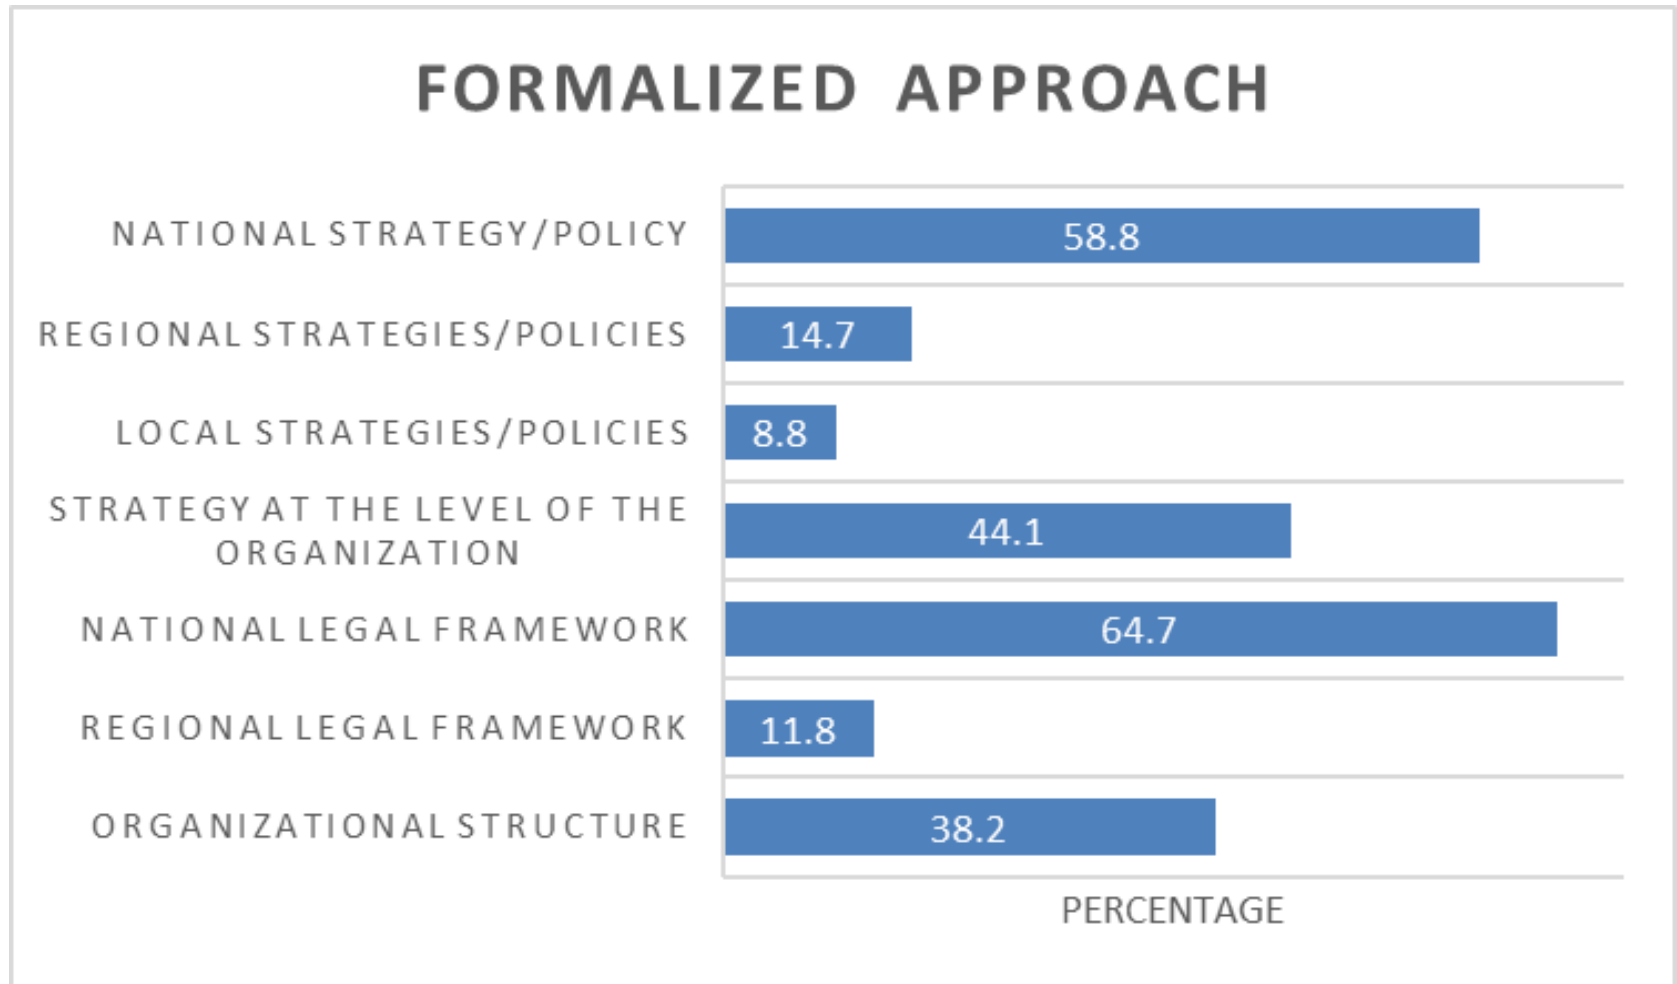 FORMALIZED APPROACH
NATIONAL STRATEGY/POLICY
58.8
REGIONAL STRATEGIES/POLICIES
14.7
LOCAL STRATEGIES/POLICIES
8.8
STRATEGY AT THE LEVEL OF THE
ORGANIZATION
44.1
NATIONAL LEGAL FRAMEWORK
64.7
REGIONAL LEGAL FRAMEWORK
11.8
ORGANIZATIONAL STRUCTURE
38.2
PERCENTAGE